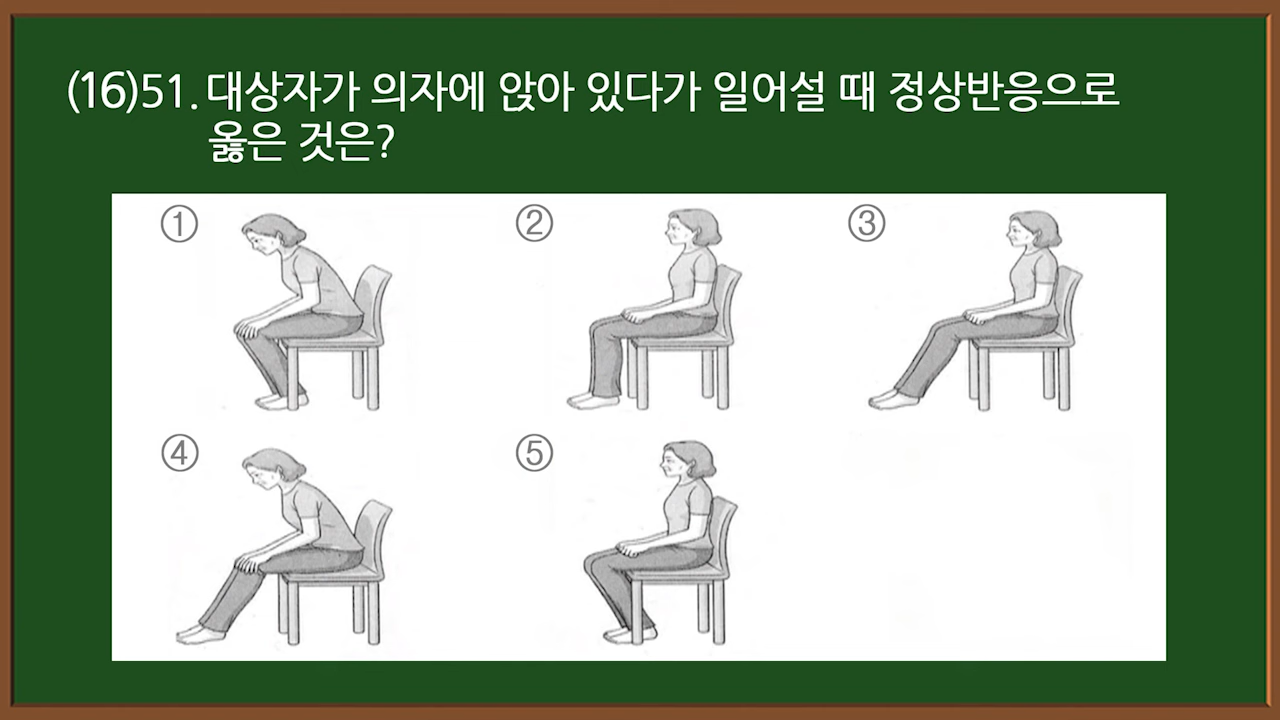 (16)51. 대상자가 의자에 앉아 있다가 일어설 때 정상반응으로
옳은 것은?
① ② ③
④ ⑤